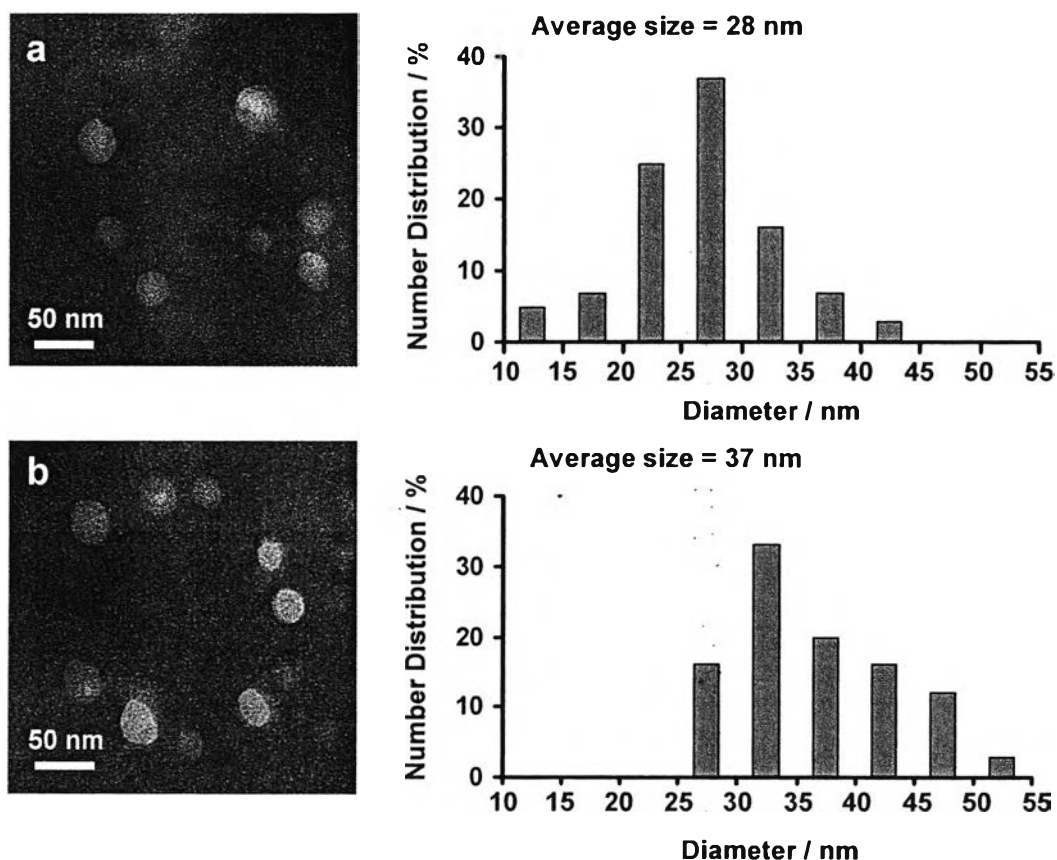 a
50 nm
Average size = 28 nm
Number Distribution / %
40
30
20
10
0
10 15 20 25 30 35 40 45 50 55
Diameter / nm
b
50 nm
Average size = 37 nm
Number Distribution / %
40
30
20
10
0
10 15 20 25 30 35 40 45 50 55
Diameter / nm